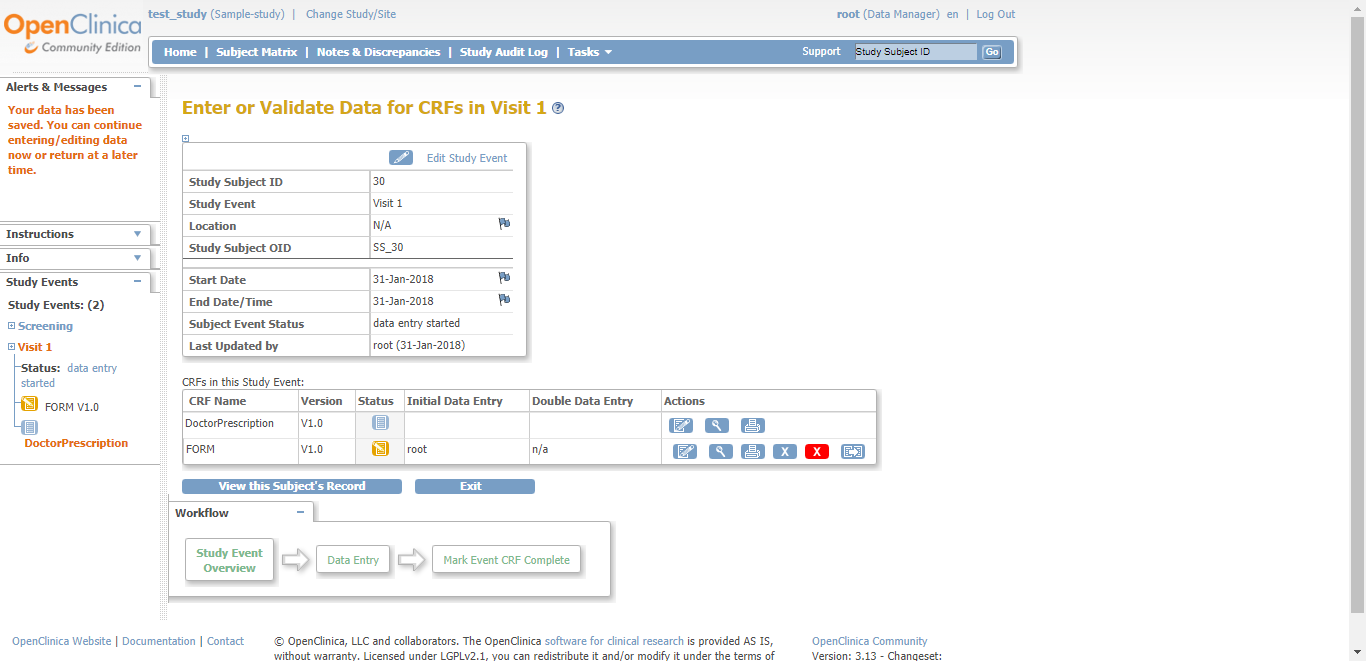 OpenClinica
Community Edition
test_study (Sample-study) | Change Study/Site
root (Data Manager) en | Log Out
Home | Subject Matrix | Notes & Discrepancies | Study Audit Log | Tasks
Support Study Subject ID Go
Alerts & Messages
Your data has been
saved. You can continue
entering/editing data
now or return at a later
time.
Instructions
Info
Study Events
Study Events: (2)
Screening
Visit 1
Status: data entry
started
FORM V1.0
DoctorPrescription
Enter or Validate Data for CRFs in Visit 1 ?
Edit Study Event
Study Subject ID 30
Study Event Visit 1
Location N/A
Study Subject OID SS_30
Start Date 31-Jan-2018
End Date/Time 31-Jan-2018
Subject Event Status data entry started
Last Updated by root (31-Jan-2018)
CRFs in this Study Event:
CRF Name Version Status Initial Data Entry Double Data Entry Actions
DoctorPrescription V1.0
FORM V1.0 root n/a X X
View this Subject's Record Exit
Workflow
Study Event
Overview
Data Entry
Mark Event CRF Complete
OpenClinica Website | Documentation | Contact
© OpenClinica, LLC and collaborators. The OpenClinica software for clinical research is provided AS IS,
without warranty. Licensed under LGPLv2.1, you can redistribute it and/or modify it under the terms of
OpenClinica Community
Version: 3.13 - Changeset: